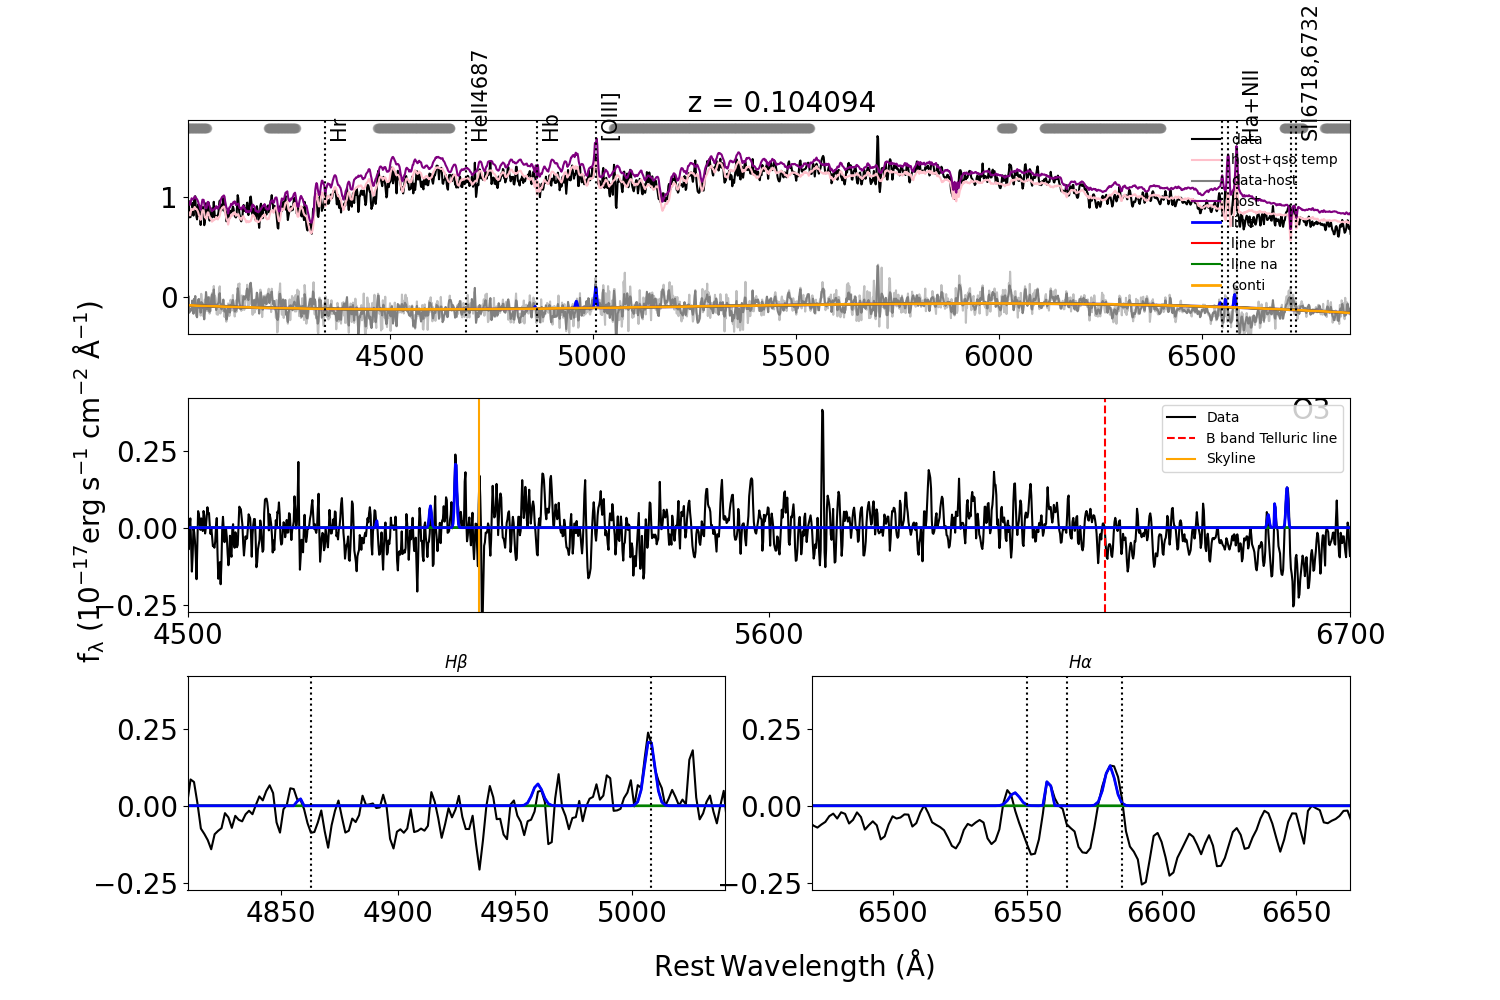 z = 0.104094
Hr
HeII4687
Hb
[OIII]
Ha+NII
SII6718,6732
data
host+qso temp
data-host
host
line br
line na
conti
1
0
4500 5000 5500 6000 6500
fλ (10−17erg s−1 cm−2 Å−1)
O3
Data
B band Telluric line
Skyline
0.25
0.00
−0.25
4500 5600 6700
Hβ
0.25
0.00
−0.25
4850 4900 4950 5000
Hα
0.25
0.00
−0.25
6500 6550 6600 6650
Rest Wavelength (Å)